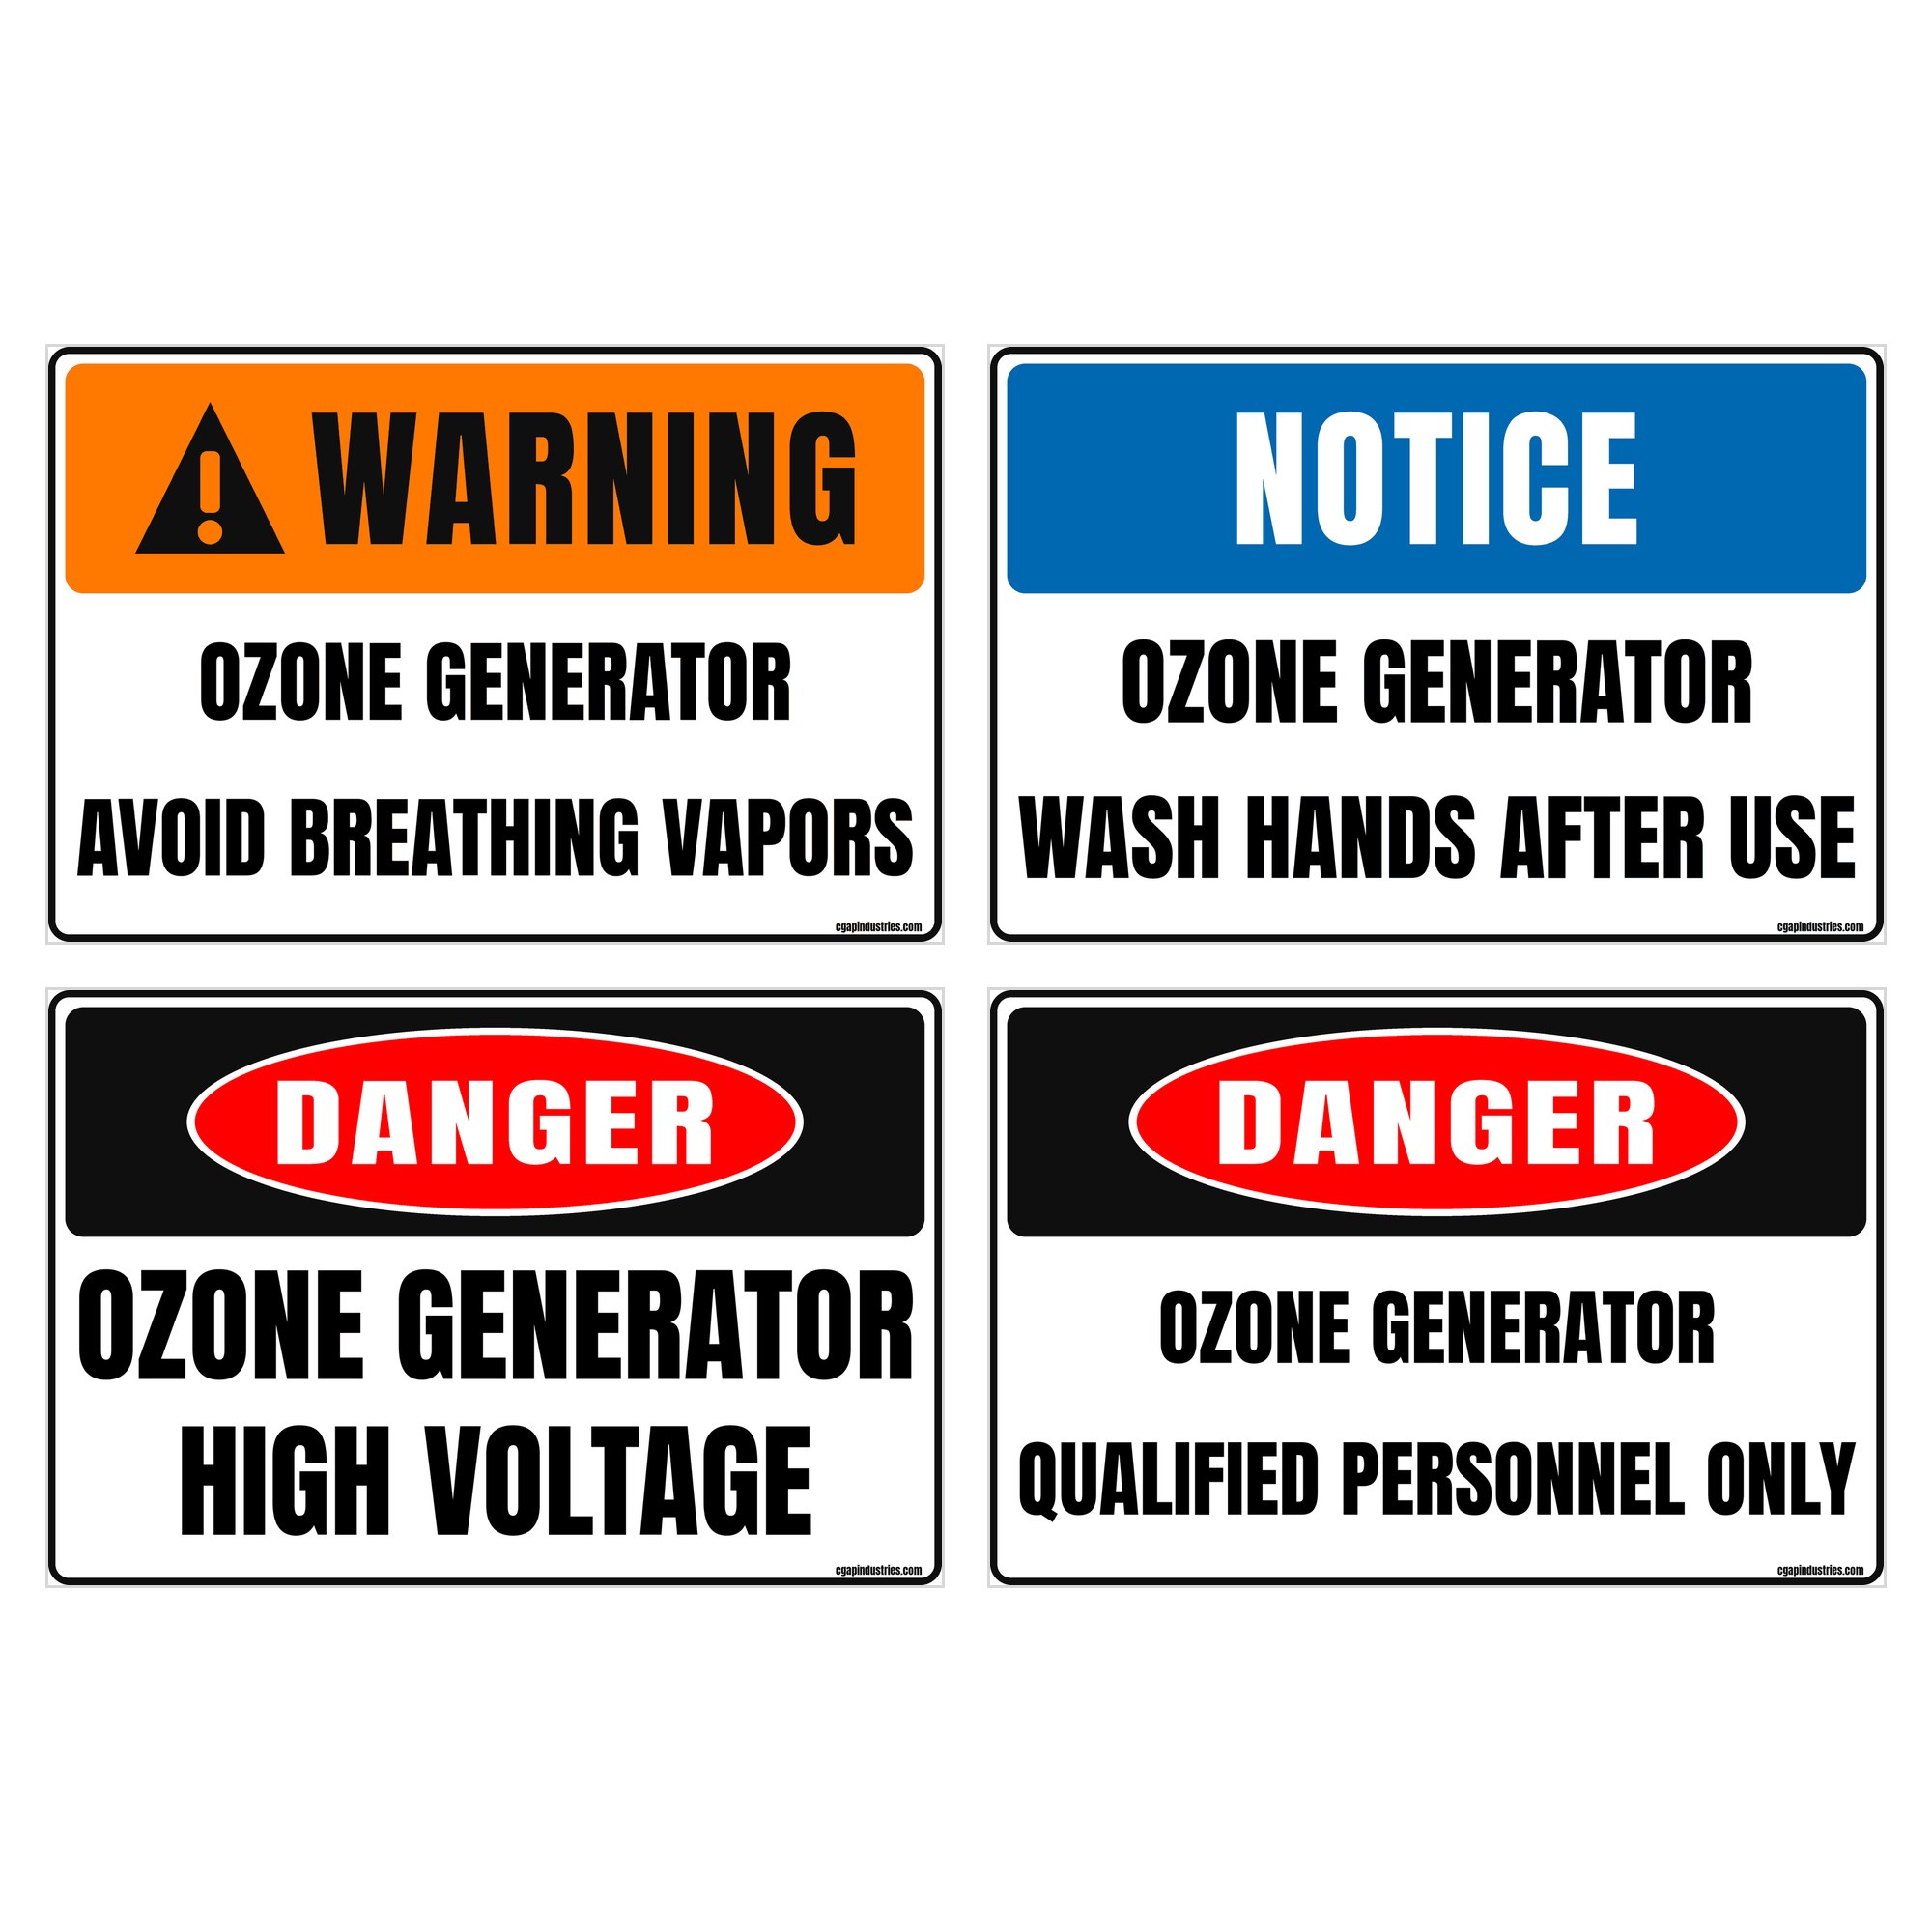 WARNING
OZONE GENERATOR
AVOID BREATHING VAPORS
cgapindustries.com
NOTICE
OZONE GENERATOR
WASH HANDS AFTER USE
cgapindustries.com
DANGER
OZONE GENERATOR
HIGH VOLTAGE
cgapindustries.com
DANGER
OZONE GENERATOR
QUALIFIED PERSONNEL ONLY
cgapindustries.com